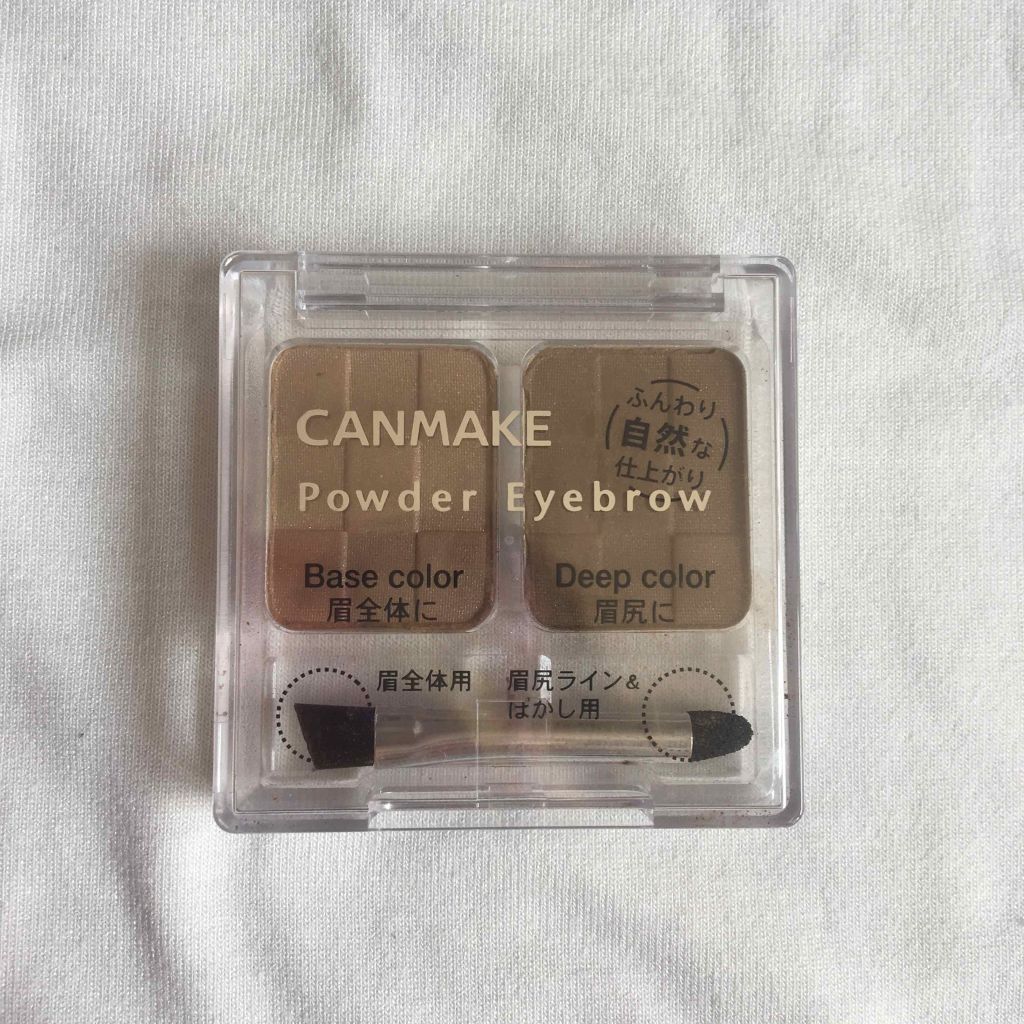 ふんわり
自然な
仕上がり
CANMAKE
Powder Eyebrow
Base color
眉全体に
Deep color
眉尻に
眉全体用
眉尻ライン&
ぼかし用